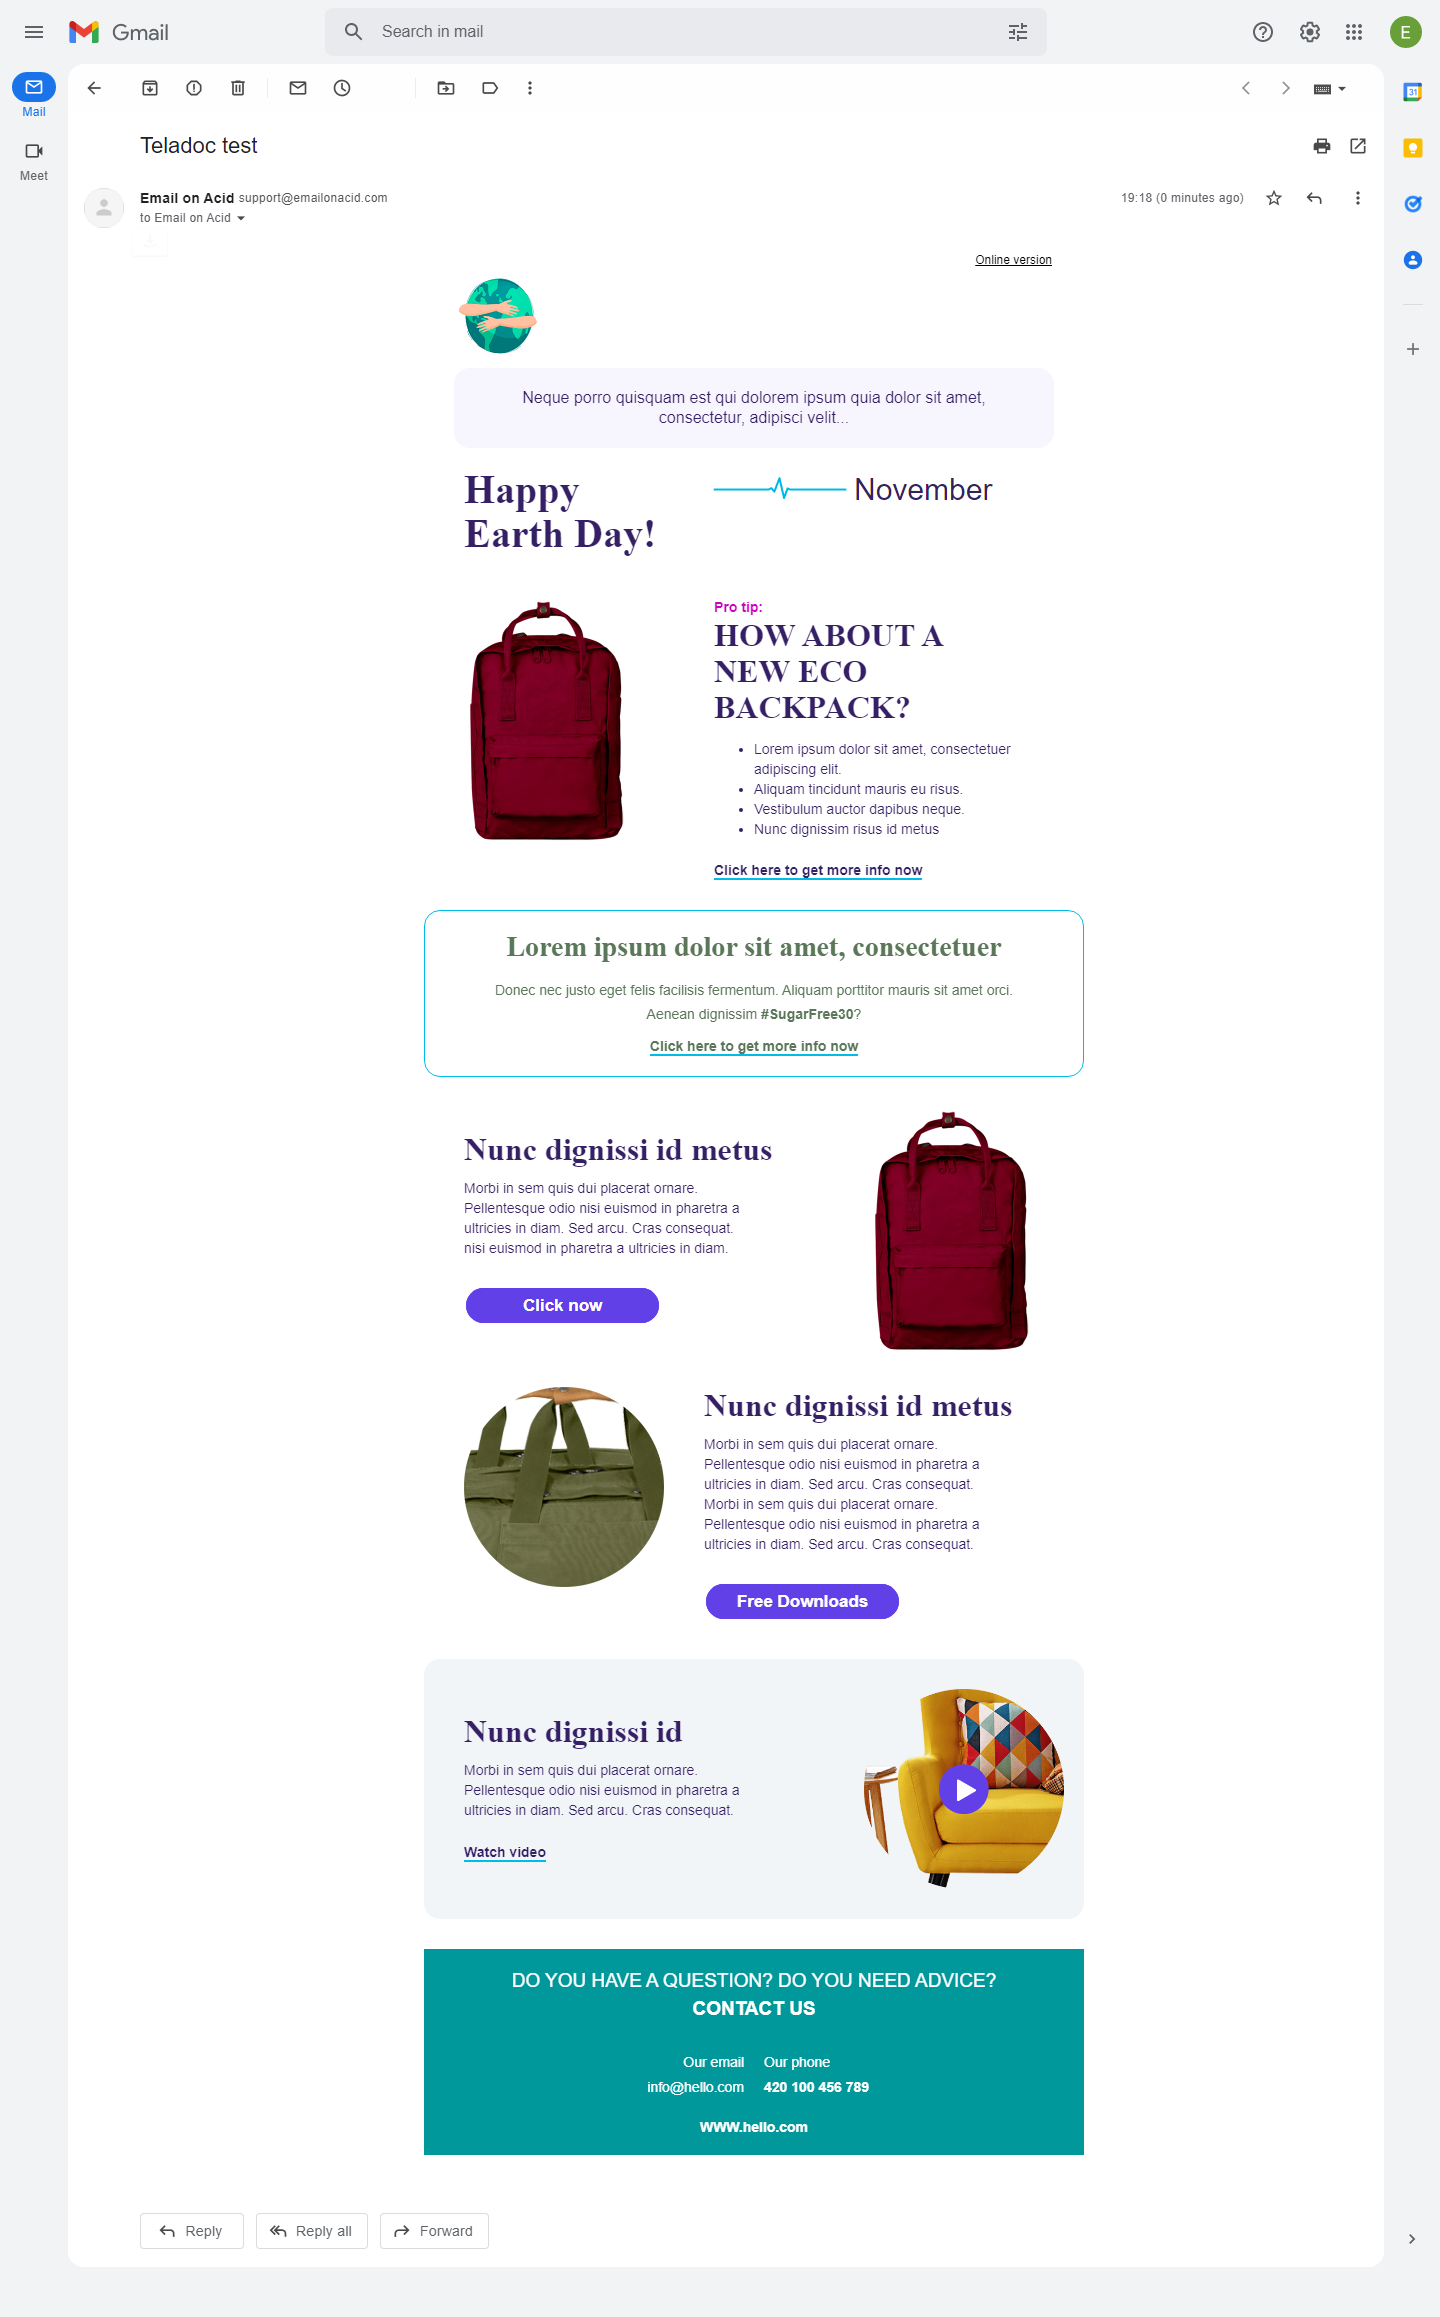 Gmail
Search in mail
E
Mail
Meet
31
Teladoc test
Email on Acid support@emailonacid.com
19:18 (0 minutes ago)
to Email on Acid
Online version
Neque porro quisquam est qui dolorem ipsum quia dolor sit amet,
consectetur, adipisci velit...
Happy
Earth Day!
November
Pro tip:
HOW ABOUT A
NEW ECO
BACKPACK?
• Lorem ipsum dolor sit amet, consectetuer
adipiscing elit.
• Aliquam tincidunt mauris eu risus.
• Vestibulum auctor dapibus neque.
• Nunc dignissim risus id metus
Click here to get more info now
Lorem ipsum dolor sit amet, consectetuer
Donec nec justo eget felis facilisis fermentum. Aliquam porttitor mauris sit amet orci.
Aenean dignissim #SugarFree30?
Click here to get more info now
Nunc dignissi id metus
Morbi in sem quis dui placerat ornare.
Pellentesque odio nisi euismod in pharetra a
ultricies in diam. Sed arcu. Cras consequat.
nisi euismod in pharetra a ultricies in diam.
Click now
Nunc dignissi id metus
Morbi in sem quis dui placerat ornare.
Pellentesque odio nisi euismod in pharetra a
ultricies in diam. Sed arcu. Cras consequat.
Morbi in sem quis dui placerat ornare.
Pellentesque odio nisi euismod in pharetra a
ultricies in diam. Sed arcu. Cras consequat.
Free Downloads
Nunc dignissi id
Morbi in sem quis dui placerat ornare.
Pellentesque odio nisi euismod in pharetra a
ultricies in diam. Sed arcu. Cras consequat.
Watch video
DO YOU HAVE A QUESTION? DO YOU NEED ADVICE?
CONTACT US
Our email
info@hello.com
Our phone
420 100 456 789
WWW.hello.com
Reply
Reply all
Forward